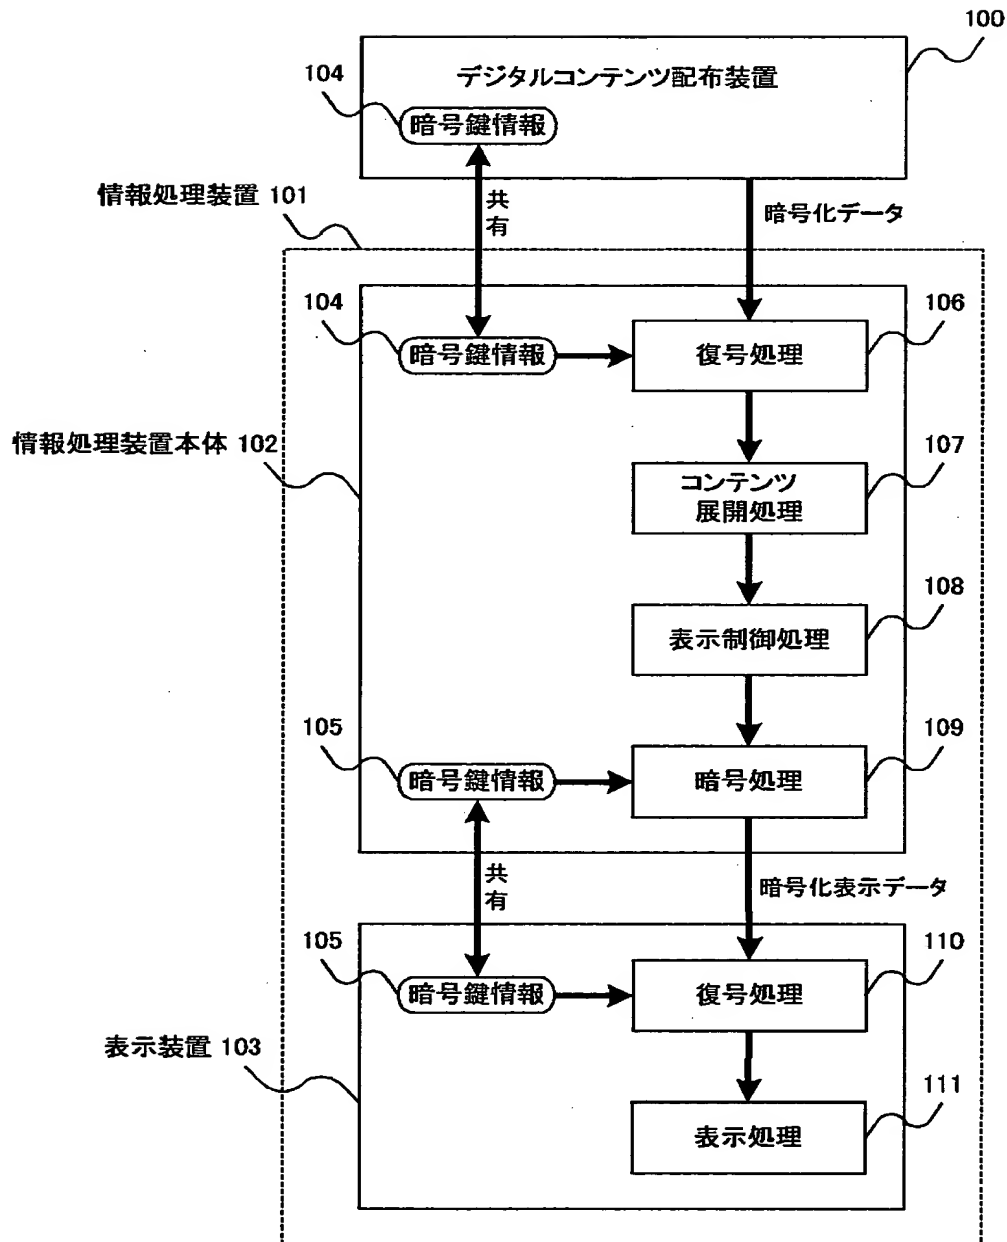 100
デジタルコンテンツ配布装置
104
暗号鍵情報
情報処理装置 101
共有
暗号化データ
104
暗号鍵情報
106
復号処理
情報処理装置本体 102
107
コンテンツ
展開処理
108
表示制御処理
105
暗号鍵情報
109
暗号処理
共有
暗号化表示データ
105
暗号鍵情報
110
復号処理
表示装置 103
111
表示処理